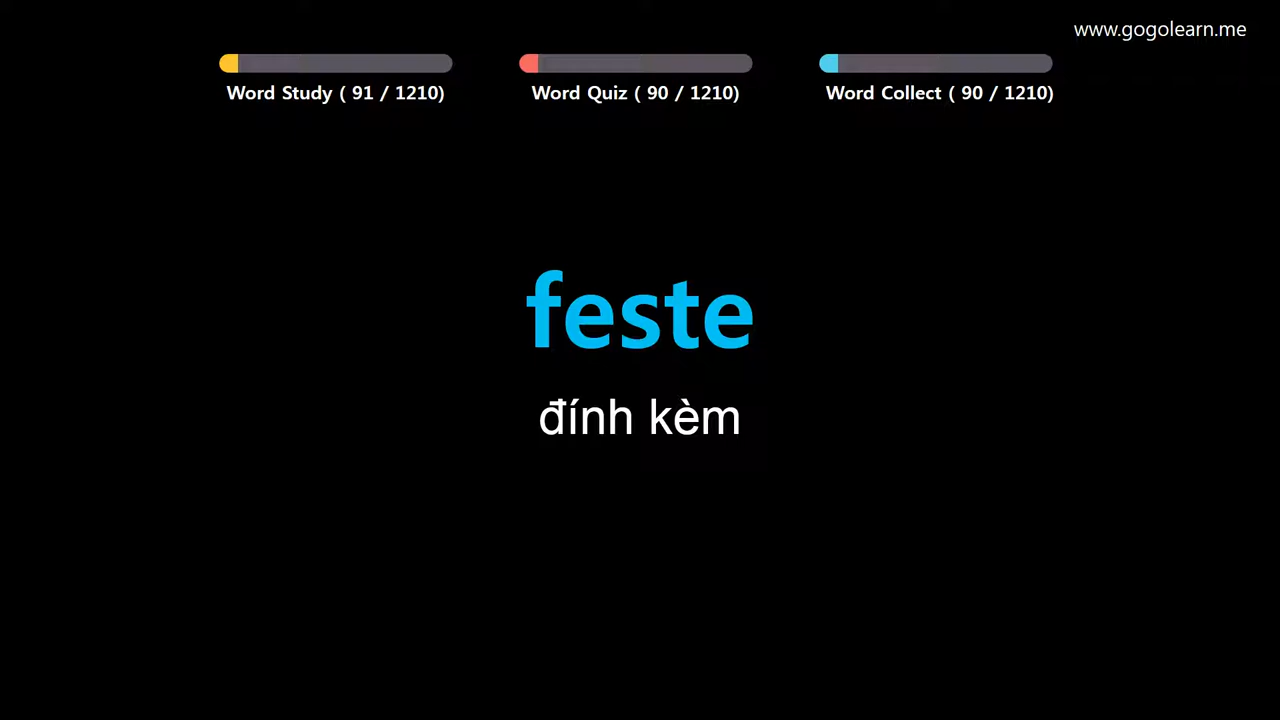 www.gogolearn.me
Word Study ( 91 / 1210)
Word Quiz ( 90 / 1210)
Word Collect ( 90 / 1210)
feste
đính kèm